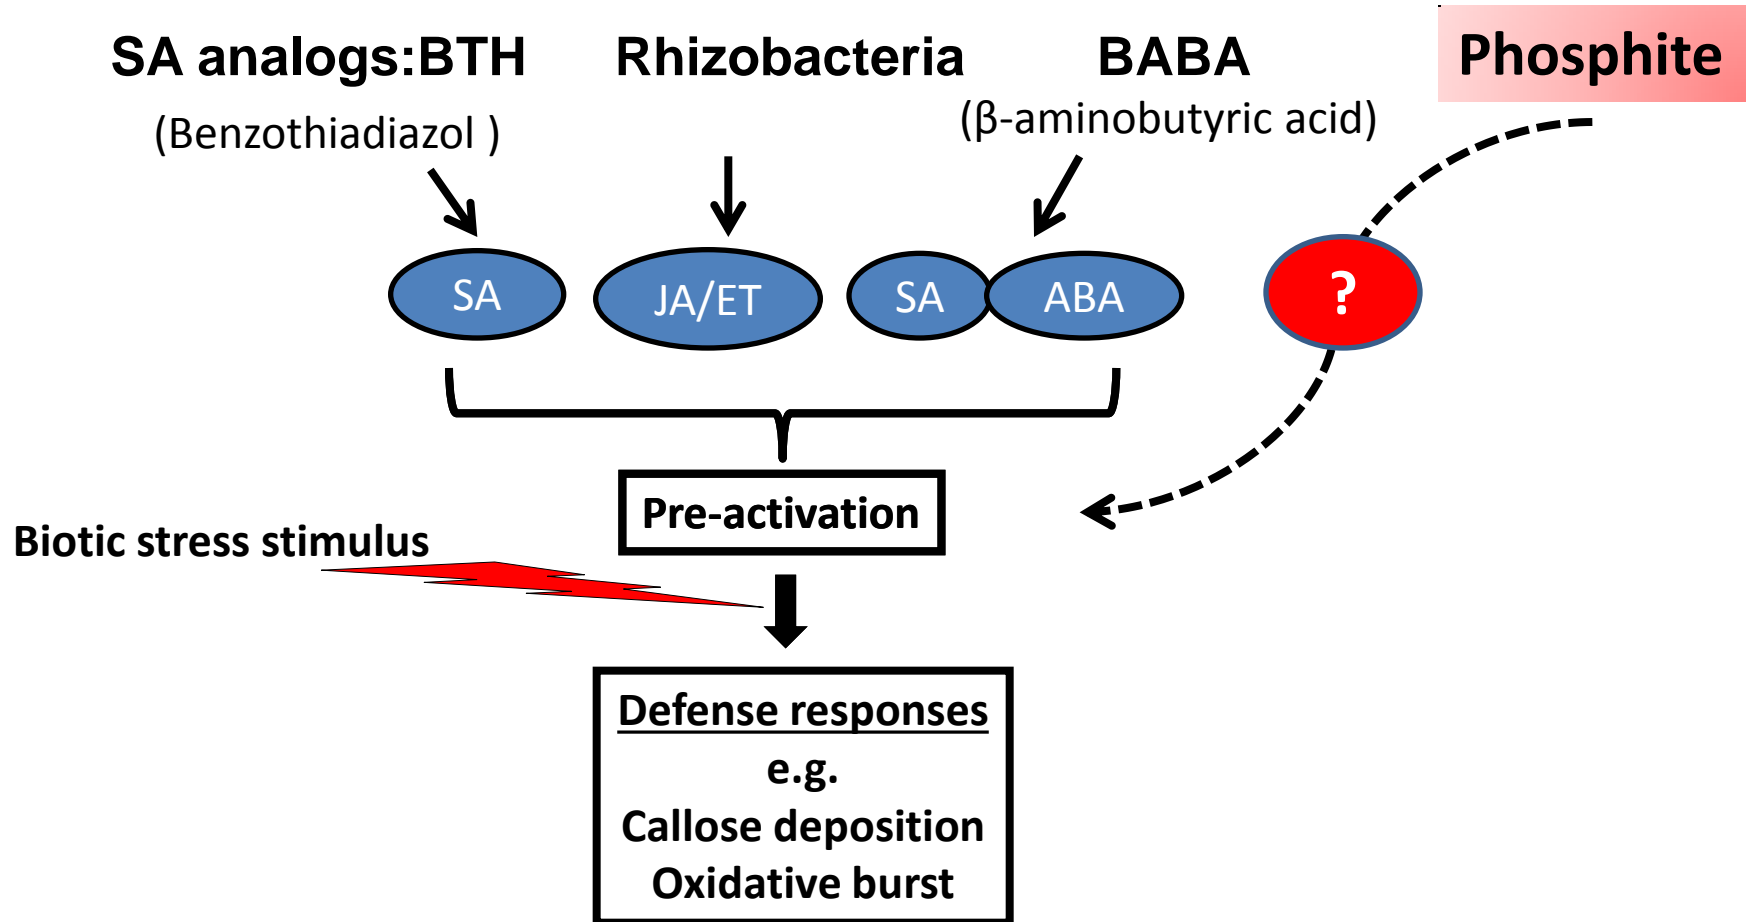 SA analogs:BTH
(Benzothiadiazol )
Rhizobacteria
BABA
(β-aminobutyric acid)
Phosphite
SA
JA/ET
SA
ABA
?
Pre-activation
Biotic stress stimulus
Defense responses
e.g.
Callose deposition
Oxidative burst